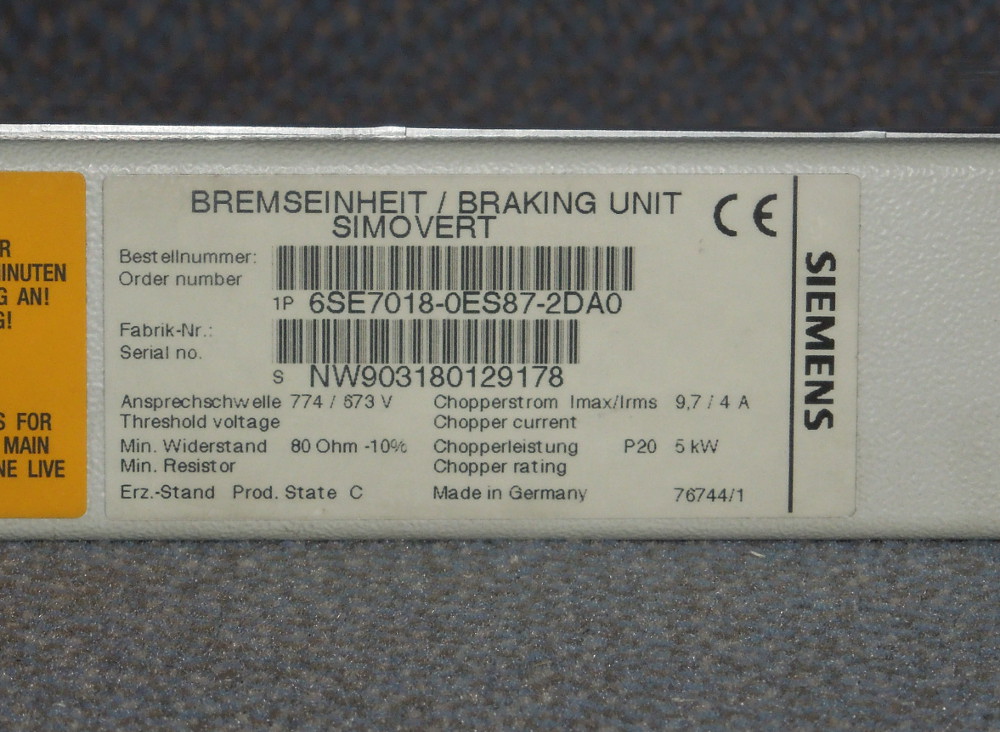 R
INUTEN
G AN!
G!
S FOR
MAIN
NE LIVE
BREMSEINHEIT / BRAKING UNIT
SIMOVERT
CE
Bestellnummer:
Order number
1P 6SE7018-0ES87-2DA0
Fabrik-Nr.:
Serial no.
S NW903180129178
Ansprechschwelle 774 / 673 V Chopperstrom Imax/Irms 9,7 / 4 A
Threshold voltage Chopper current
Min. Widerstand 80 Ohm -10% Chopperleistung P20 5 kW
Min. Resistor Chopper rating
Erz.-Stand Prod. State C Made in Germany 76744/1
SIEMENS